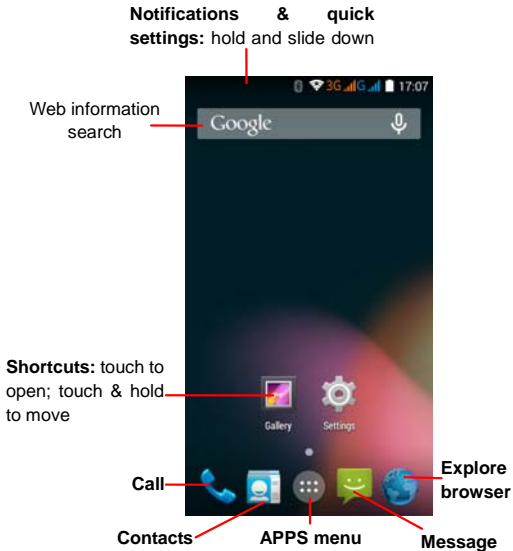 Notifications & quick
settings: hold and slide down
3G G 17:07
Web information
search
Google
Shortcuts: touch to
open; touch & hold
to move
Gallery Settings
Call
Explore
browser
Contacts APPS menu Message